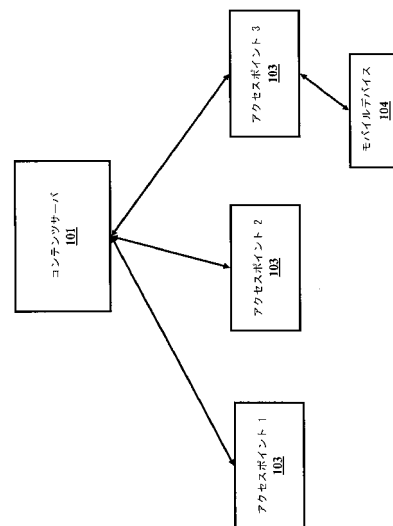 コンテンツサーバ
101
アクセスポイント 1
103
アクセスポイント 2
103
アクセスポイント 3
103
モバイルデバイス
104